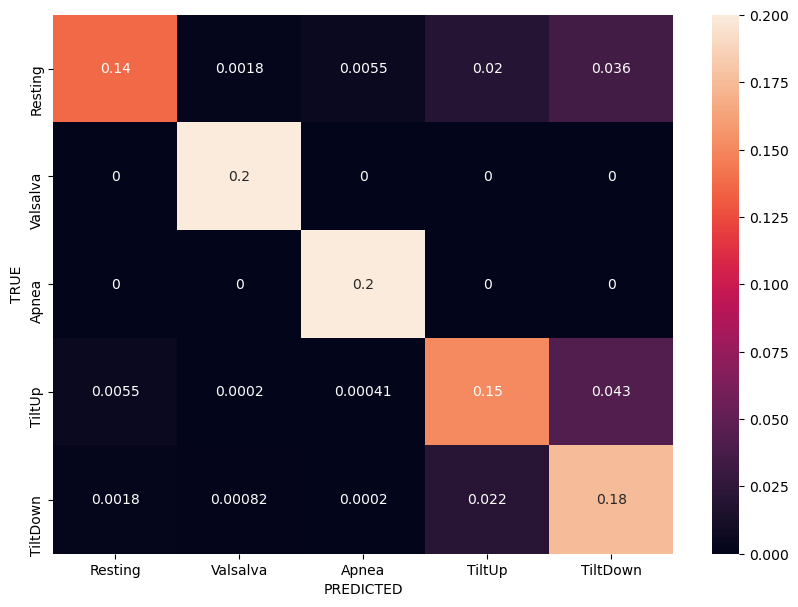 Resting 0.14 0.0018 0.0055 0.02 0.036
Valsalva 0 0.2 0 0 0
Apnea 0 0 0.2 0 0
TiltUp 0.0055 0.0002 0.00041 0.15 0.043
TiltDown 0.0018 0.00082 0.0002 0.022 0.18
TRUE
Resting Valsalva Apnea TiltUp TiltDown
PREDICTED
0.200
0.175
0.150
0.125
0.100
0.075
0.050
0.025
0.000